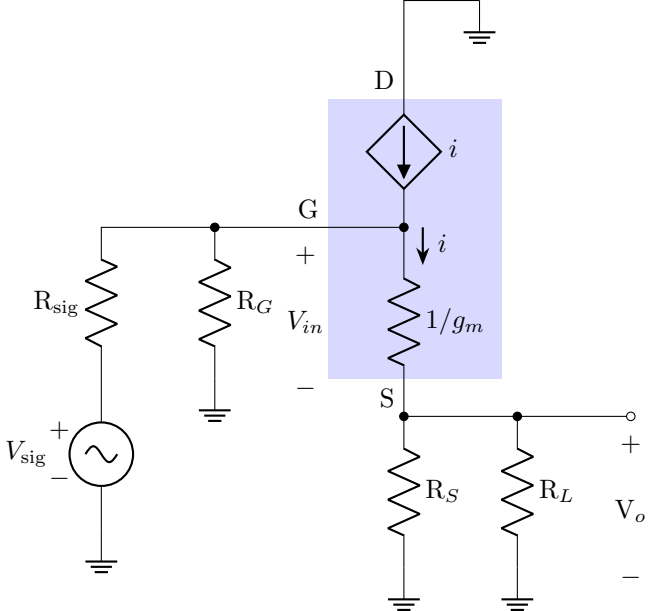 D
i
G
+
i
R_sig
R_G
V_in
1/g_m
−
S
+
V_sig
−
+
R_S
R_L
V_o
−